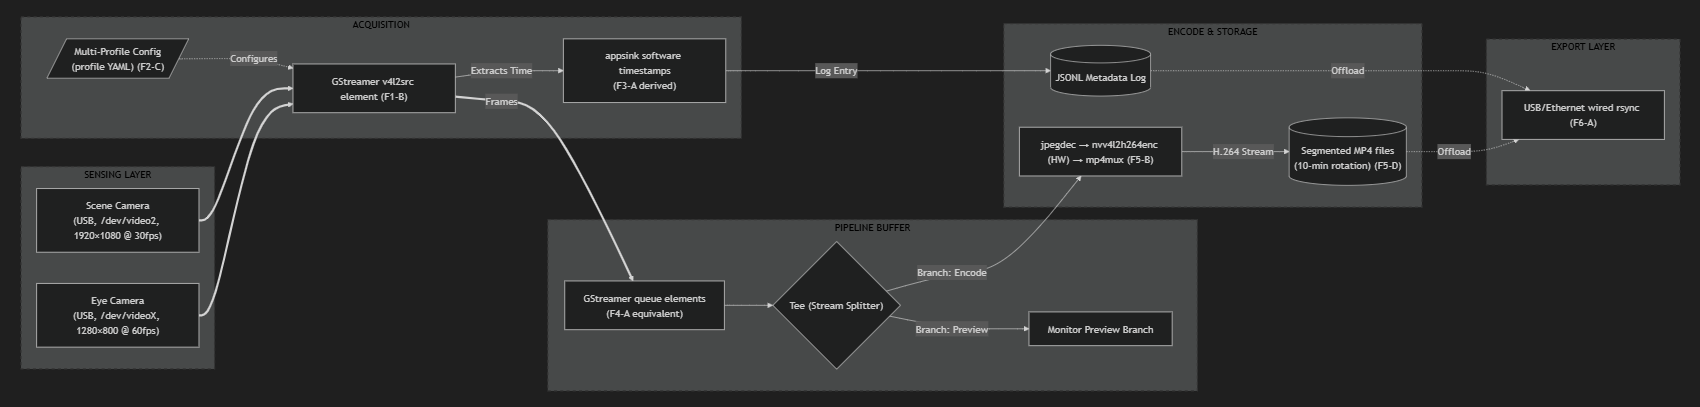 ACQUISITION
Multi-Profile Config
(profile YAML) (F2-C)
Configures
GStreamer v4l2src
element (F1-B)
Extracts Time
Frames
appsink software
timestamps
(F3-A derived)
Log Entry
SENSING LAYER
Scene Camera
(USB, /dev/video2,
1920×1080 @ 30fps)
Eye Camera
(USB, /dev/videoX,
1280×800 @ 60fps)
PIPELINE BUFFER
GStreamer queue elements
(F4-A equivalent)
Tee (Stream Splitter)
Branch: Encode
Branch: Preview
Monitor Preview Branch
ENCODE & STORAGE
JSONL Metadata Log
jpegdec → nvv4l2h264enc
(HW) → mp4mux (F5-B)
H.264 Stream
Segmented MP4 files
(10-min rotation) (F5-D)
Offload
Offload
EXPORT LAYER
USB/Ethernet wired rsync
(F6-A)